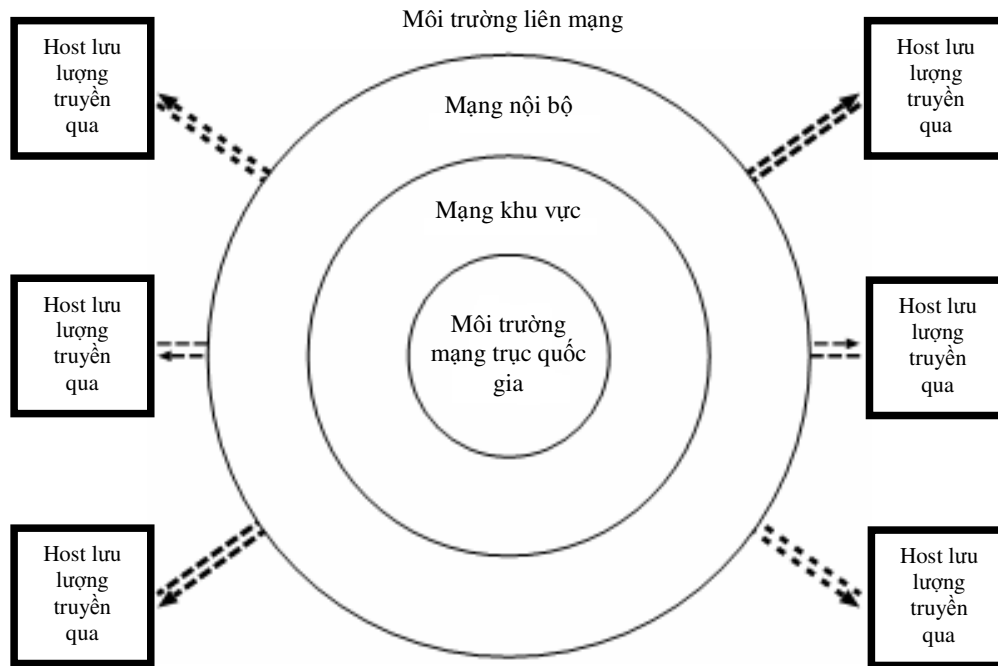 Môi trường liên mạng
Host lưu
lượng
truyền
qua
Host lưu
lượng
truyền
qua
Mạng nội bộ
Mạng khu vực
Host lưu
lượng
truyền
qua
Môi trường
mạng trục quốc
gia
Host lưu
lượng
truyền
qua
Host lưu
lượng
truyền
qua
Host lưu
lượng
truyền
qua